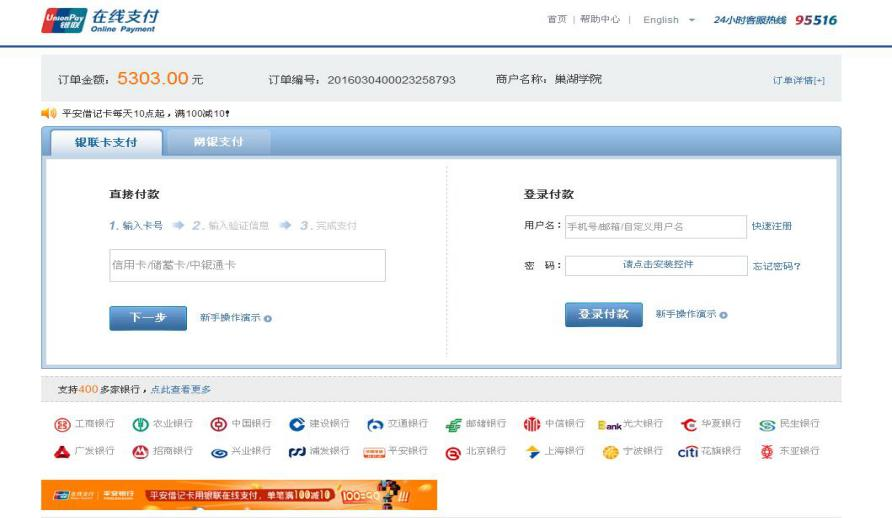 UnionPay 银联 在线支付 Online Payment
首页 | 帮助中心 | English 24小时客服热线 95516
订单金额：5303.00元 订单编号：2016030400023258793 商户名称：巢湖学院 订单详情[+]
平安借记卡每天10点起，满100减10！
银联卡支付 网银支付
直接付款
1. 输入卡号 2. 输入验证信息 3. 完成支付
信用卡/储蓄卡/中银通卡
下一步 新手操作演示
登录付款
用户名：手机号/邮箱/自定义用户名 快速注册
密 码：请点击安装控件 忘记密码?
登录付款 新手操作演示
支持400多家银行，点此查看更多
工商银行 农业银行 中国银行 建设银行 交通银行 邮储银行 中信银行 Bank 光大银行 华夏银行 民生银行
广发银行 招商银行 兴业银行 浦发银行 平安银行 北京银行 上海银行 宁波银行 citi 花旗银行 东亚银行
在线支付 平安银行 平安借记卡用银联在线支付，单笔满100减10